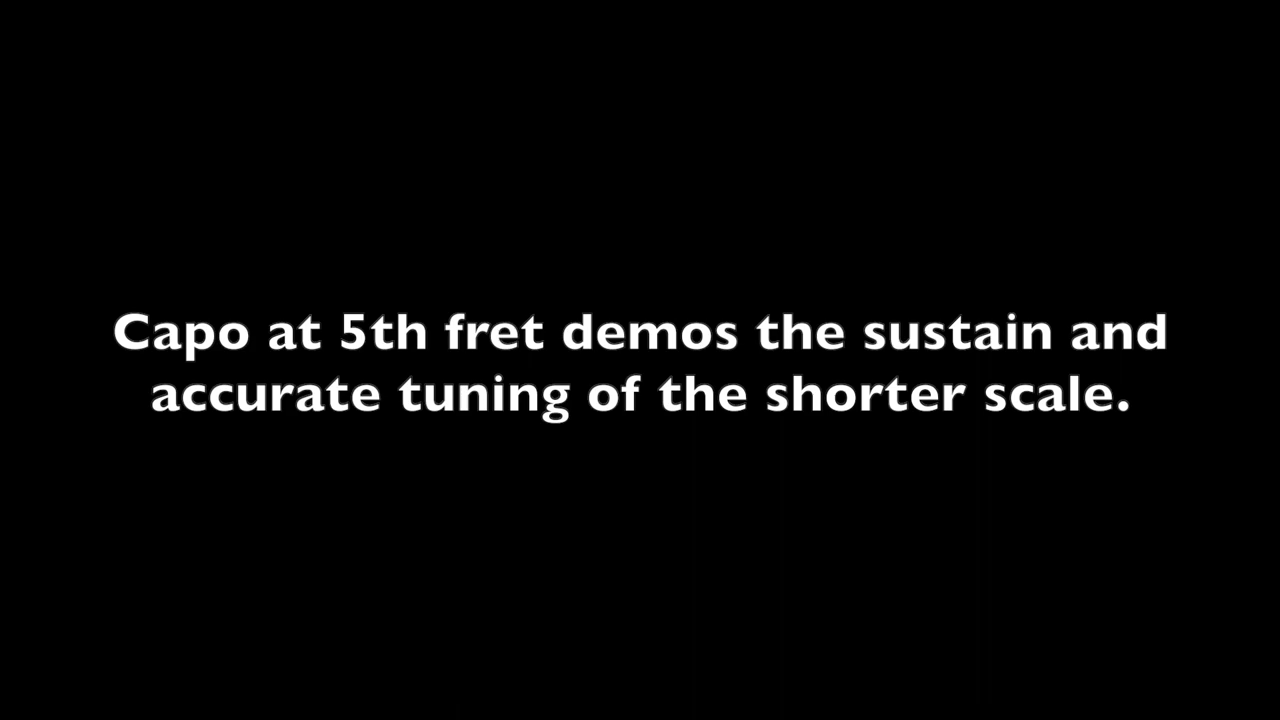 Capo at 5th fret demos the sustain and
accurate tuning of the shorter scale.